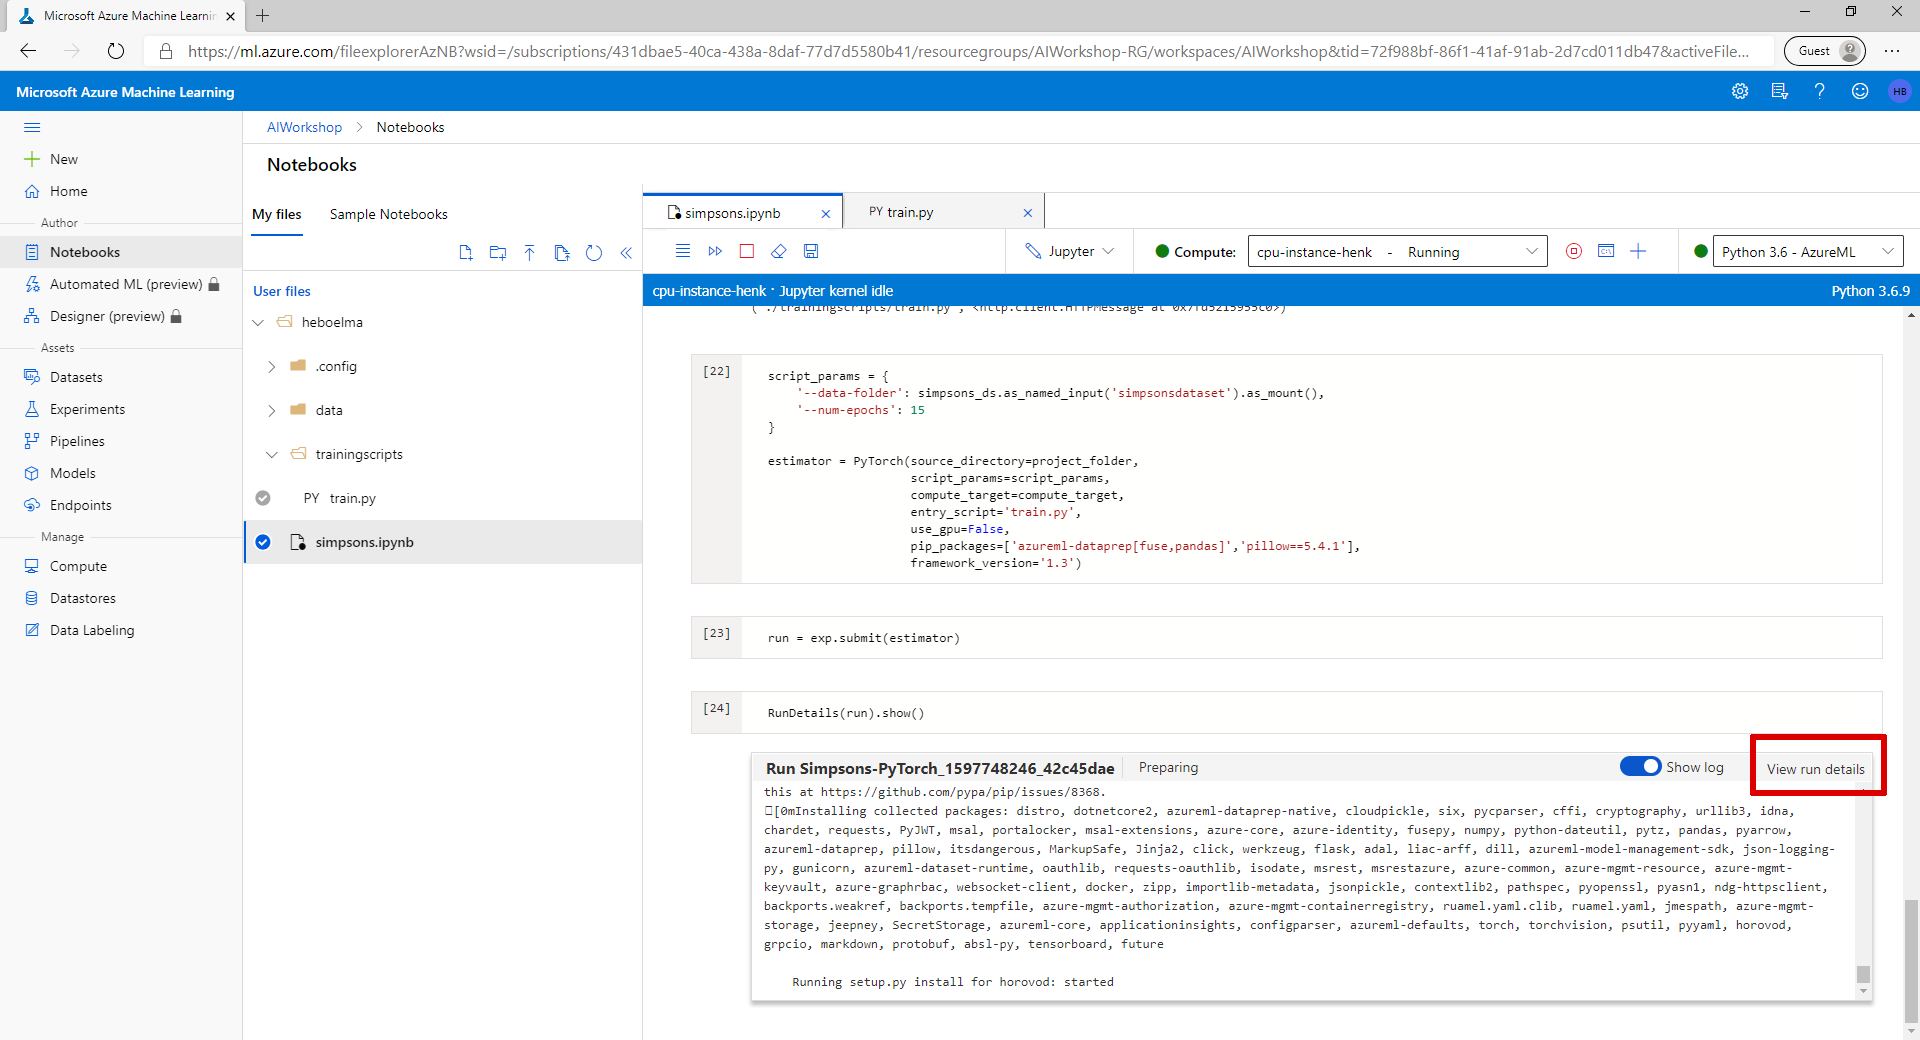 Microsoft Azure Machine Learnin
https://ml.azure.com/fileexplorerAzNB?wsid=/subscriptions/431dbae5-40ca-438a-8daf-77d7d5580b41/resourcegroups/AIWorkshop-RG/workspaces/AIWorkshop&tid=72f988bf-86f1-41af-91ab-2d7cd011db47&activeFile...
Guest
Microsoft Azure Machine Learning
HB
New
Home
Author
Notebooks
Automated ML (preview)
Designer (preview)
Assets
Datasets
Experiments
Pipelines
Models
Endpoints
Manage
Compute
Datastores
Data Labeling
AIWorkshop > Notebooks
Notebooks
My files Sample Notebooks
User files
heboelma
.config
data
trainingscripts
PY train.py
simpsons.ipynb
simpsons.ipynb
PY train.py
Jupyter
Compute: cpu-instance-henk - Running
Python 3.6 - AzureML
cpu-instance-henk · Jupyter kernel idle
Python 3.6.9
('./trainingscripts/train.py', <http.client.HTTPMessage at 0x7fd5215955c0>)
[22]
script_params = {
'--data-folder': simpsons_ds.as_named_input('simpsonsdataset').as_mount(),
'--num-epochs': 15
}
estimator = PyTorch(source_directory=project_folder,
script_params=script_params,
compute_target=compute_target,
entry_script='train.py',
use_gpu=False,
pip_packages=['azureml-dataprep[fuse,pandas]','pillow==5.4.1'],
framework_version='1.3')
[23]
run = exp.submit(estimator)
[24]
RunDetails(run).show()
Run Simpsons-PyTorch_1597748246_42c45dae Preparing
Show log
View run details
this at https://github.com/pypa/pip/issues/8368.
[0mInstalling collected packages: distro, dotnetcore2, azureml-dataprep-native, cloudpickle, six, pycparser, cffi, cryptography, urllib3, idna,
chardet, requests, PyJWT, msal, portalocker, msal-extensions, azure-core, azure-identity, fusepy, numpy, python-dateutil, pytz, pandas, pyarrow,
azureml-dataprep, pillow, itsdangerous, MarkupSafe, Jinja2, click, werkzeug, flask, adal, liac-arff, dill, azureml-model-management-sdk, json-logging-
py, gunicorn, azureml-dataset-runtime, oauthlib, requests-oauthlib, isodate, msrest, msrestazure, azure-common, azure-mgmt-resource, azure-mgmt-
keyvault, azure-graphrbac, websocket-client, docker, zipp, importlib-metadata, jsonpickle, contextlib2, pathspec, pyopenssl, pyasn1, ndg-httpsclient,
backports.weakref, backports.tempfile, azure-mgmt-authorization, azure-mgmt-containerregistry, ruamel.yaml.clib, ruamel.yaml, jmespath, azure-mgmt-
storage, jeepney, SecretStorage, azureml-core, applicationinsights, configparser, azureml-defaults, torch, torchvision, psutil, pyyaml, horovod,
grpcio, markdown, protobuf, absl-py, tensorboard, future
Running setup.py install for horovod: started